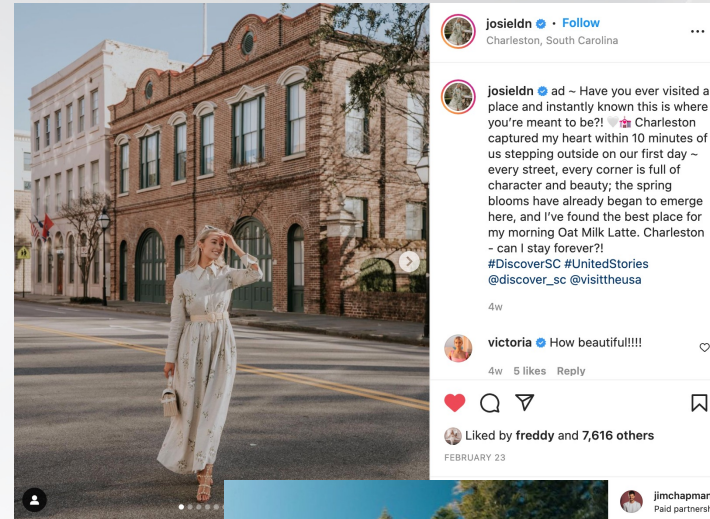 josieldn • Follow
Charleston, South Carolina
josieldn ad ~ Have you ever visited a
place and instantly known this is where
you're meant to be?! 🤍💒 Charleston
captured my heart within 10 minutes of
us stepping outside on our first day ~
every street, every corner is full of
character and beauty; the spring
blooms have already began to emerge
here, and I've found the best place for
my morning Oat Milk Latte. Charleston
- can I stay forever?!
#DiscoverSC #UnitedStories
@discover_sc @visittheusa
4w
victoria How beautiful!!!!
4w 5 likes Reply
Liked by freddy and 7,616 others
FEBRUARY 23
jimchapman
Paid partnersh